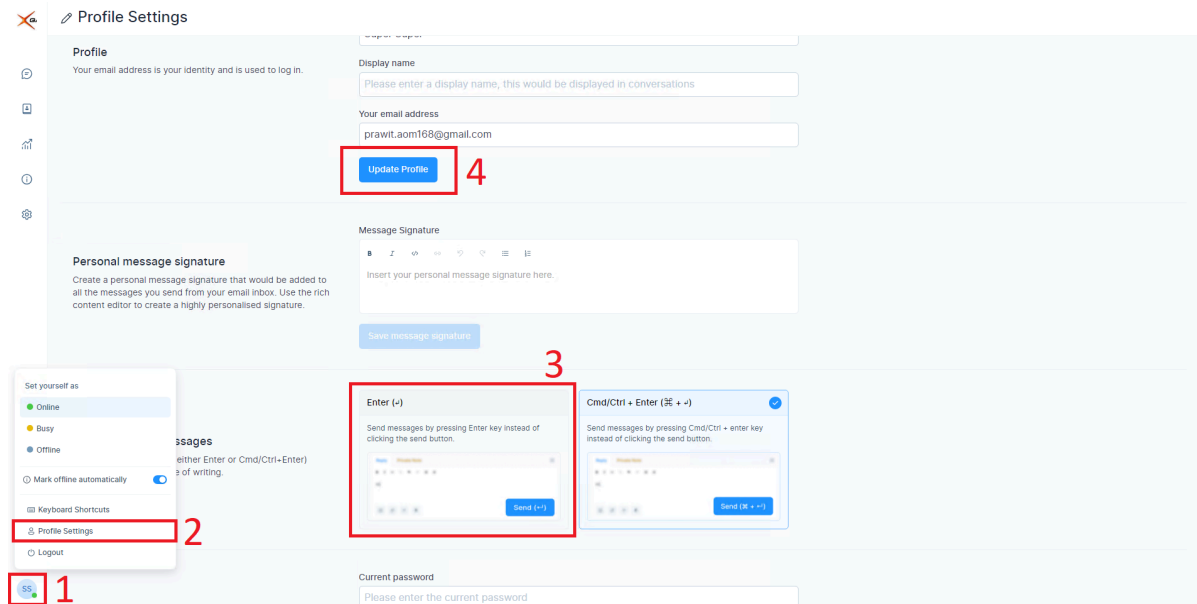 Profile Settings
Profile
Your email address is your identity and is used to log in.
Display name
Please enter a display name, this would be displayed in conversations
Your email address
prawit.aom168@gmail.com
Update Profile
4
Personal message signature
Create a personal message signature that would be added to
all the messages you send from your email inbox. Use the rich
content editor to create a highly personalised signature.
Message Signature
Insert your personal message signature here.
Save message signature
3
Set yourself as
Online
Busy
Offline
Mark offline automatically
Keyboard Shortcuts
Profile Settings
2
Logout
SS
1
ssages
either Enter or Cmd/Ctrl+Enter)
e of writing.
Enter (↵)
Send messages by pressing Enter key instead of
clicking the send button.
Send (↵)
Cmd/Ctrl + Enter (⌘ + ↵)
Send messages by pressing Cmd/Ctrl + enter key
instead of clicking the send button.
Send (⌘ + ↵)
Current password
Please enter the current password